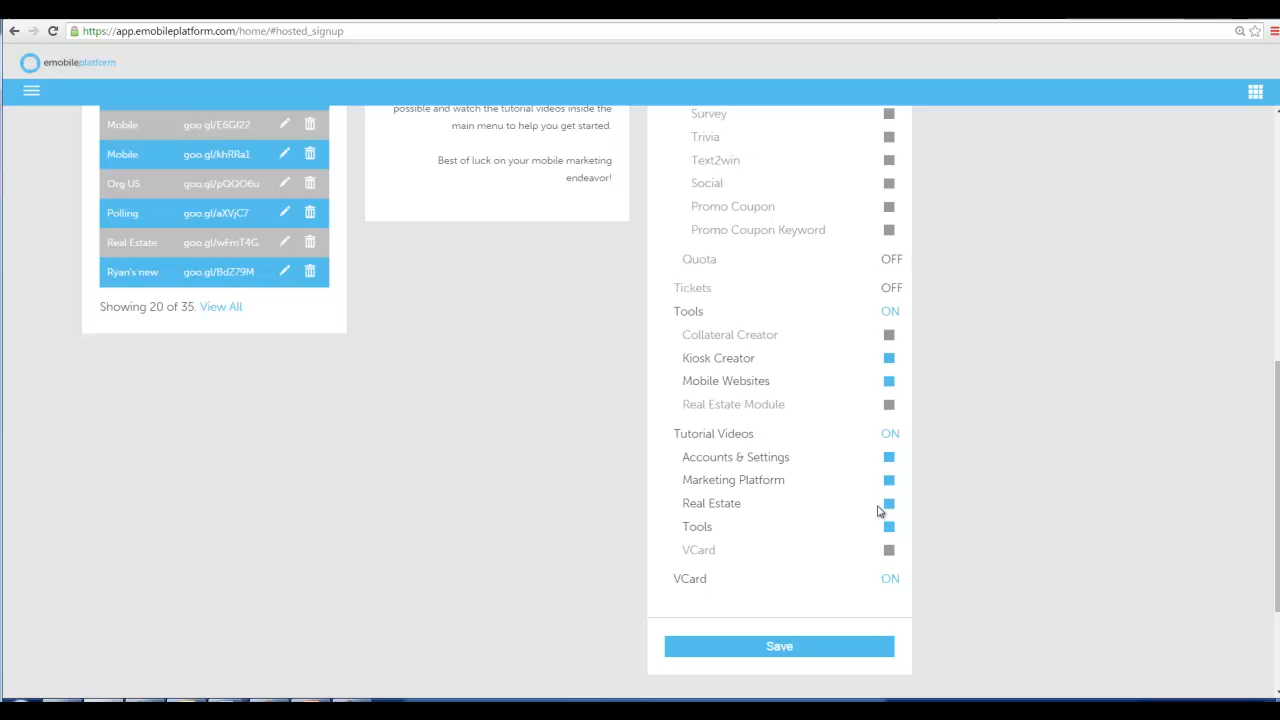 https://app.emobileplatform.com/home/#hosted_signup
emobileplatform
Mobile goo.gl/E6Gf22
Mobile goo.gl/khRRa1
Org US goo.gl/pQQO6u
Polling goo.gl/aXVjC7
Real Estate goo.gl/wFmT4G
Ryan's new goo.gl/BdZ79M
Showing 20 of 35. View All
possible and watch the tutorial videos inside the
main menu to help you get started.
Best of luck on your mobile marketing
endeavor!
Survey
Trivia
Text2win
Social
Promo Coupon
Promo Coupon Keyword
Quota OFF
Tickets OFF
Tools ON
Collateral Creator
Kiosk Creator
Mobile Websites
Real Estate Module
Tutorial Videos ON
Accounts & Settings
Marketing Platform
Real Estate
Tools
VCard
VCard ON
Save